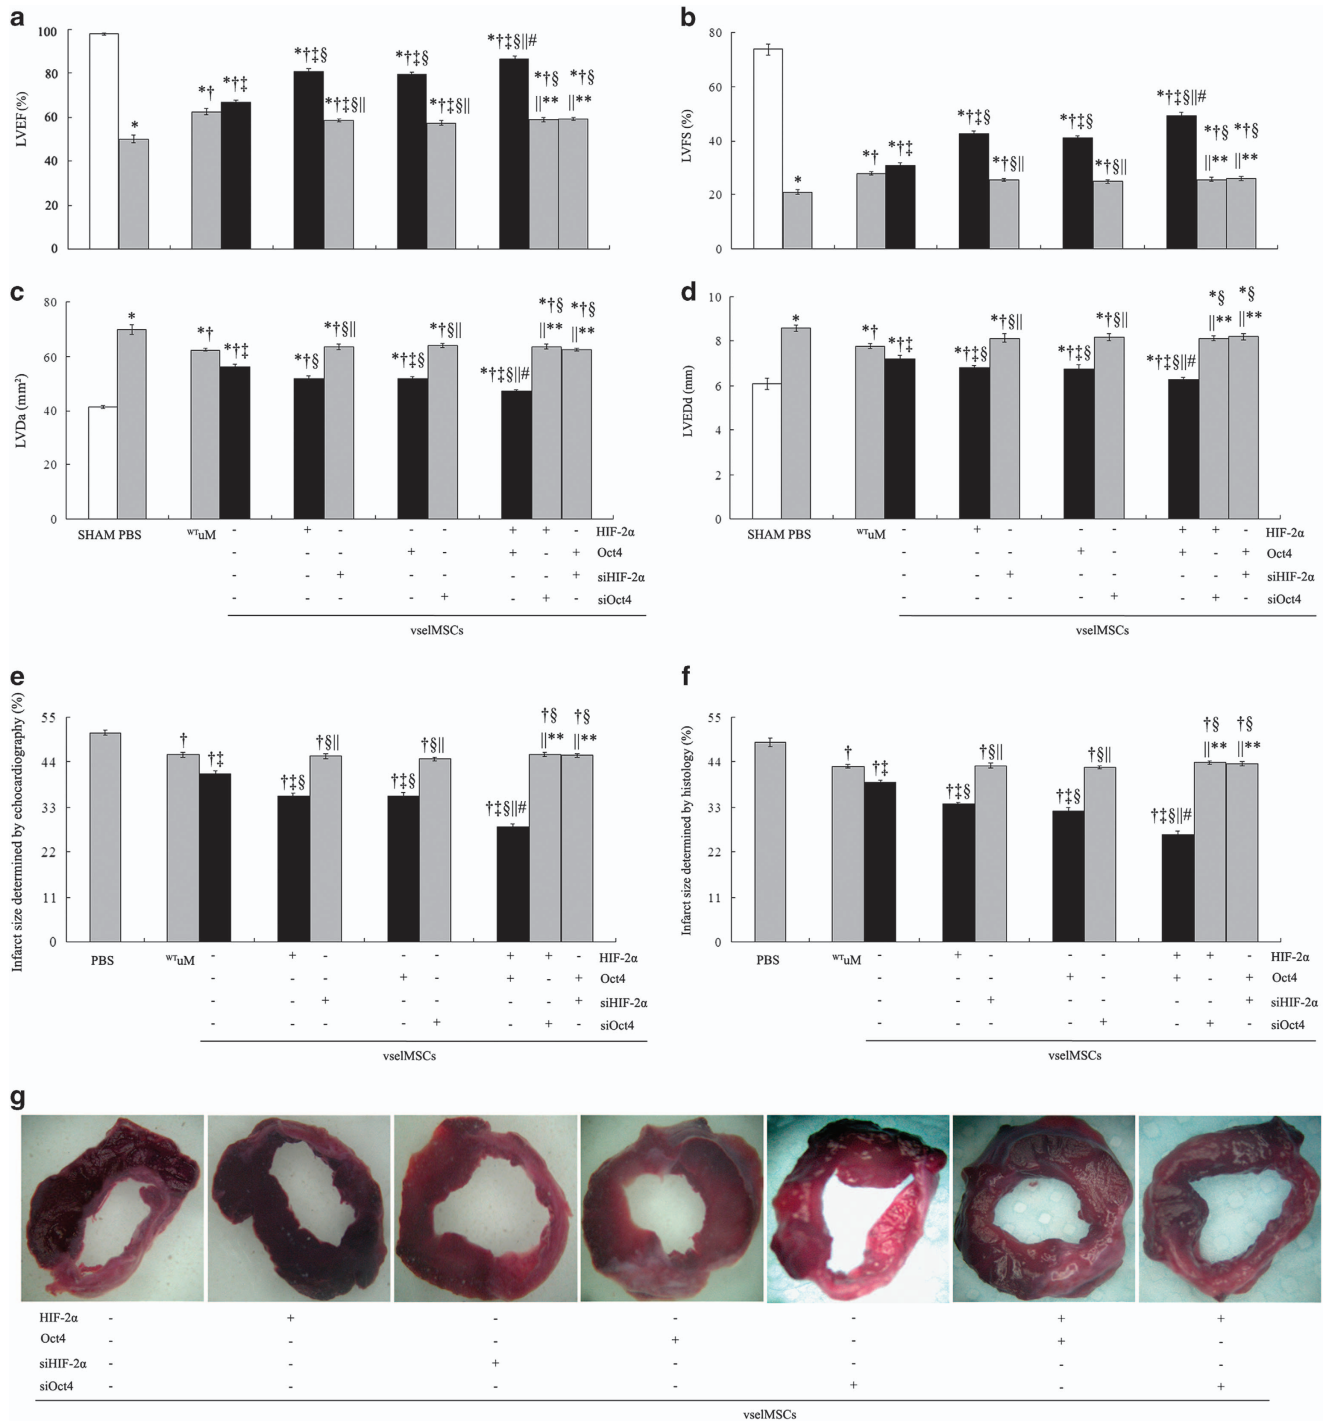 a
LVEF (%)
100
80
60
40
20
0
*
*†
*†‡
*†‡§
*†‡§||
*†‡§
*†‡§||
*†‡§||#
*†§
||**
*†§
||**
b
LVFS (%)
80
60
40
20
0
*
*†
*†‡
*†‡§
*†§||
*†‡§
*†§||
*†‡§||#
*†§
||**
*†§
||**
c
LVDa (mm²)
80
60
40
20
0
*
*†
*†‡
*†§
*†§||
*†‡§
*†§||
*†‡§||#
*†§
||**
*†§
||**
SHAM PBS WTuM - + - - - + + - HIF-2α
- - - + - + - + Oct4
- - + - - - - + siHIF-2α
- - - - + - + - siOct4
vselMSCs
d
LVEDd (mm)
10
8
6
4
2
0
*
*†
*†‡
*†‡§
*†§||
*†‡§
*†§||
*†‡§||#
*§
||**
*§
||**
SHAM PBS WTuM - + - - - + + - HIF-2α
- - - + - + - + Oct4
- - + - - - - + siHIF-2α
- - - - + - + - siOct4
vselMSCs
e
Infarct size determined by echocardiography (%)
55
44
33
22
11
0
†
†‡
†‡§
†§||
†‡§
†§||
†‡§||#
†§
||**
†§
||**
PBS WTuM - + - - - + + - HIF-2α
- - - + - + - + Oct4
- - + - - - - + siHIF-2α
- - - - + - + - siOct4
vselMSCs
f
Infarct size determined by histology (%)
55
44
33
22
11
0
†
†‡
†‡§
†§||
†‡§
†§||
†‡§||#
†§
||**
†§
||**
PBS WTuM - + - - - + + - HIF-2α
- - - + - + - + Oct4
- - + - - - - + siHIF-2α
- - - - + - + - siOct4
vselMSCs
g
HIF-2α - + - - - + +
Oct4 - - - + - + -
siHIF-2α - - + - - - -
siOct4 - - - - + - +
vselMSCs